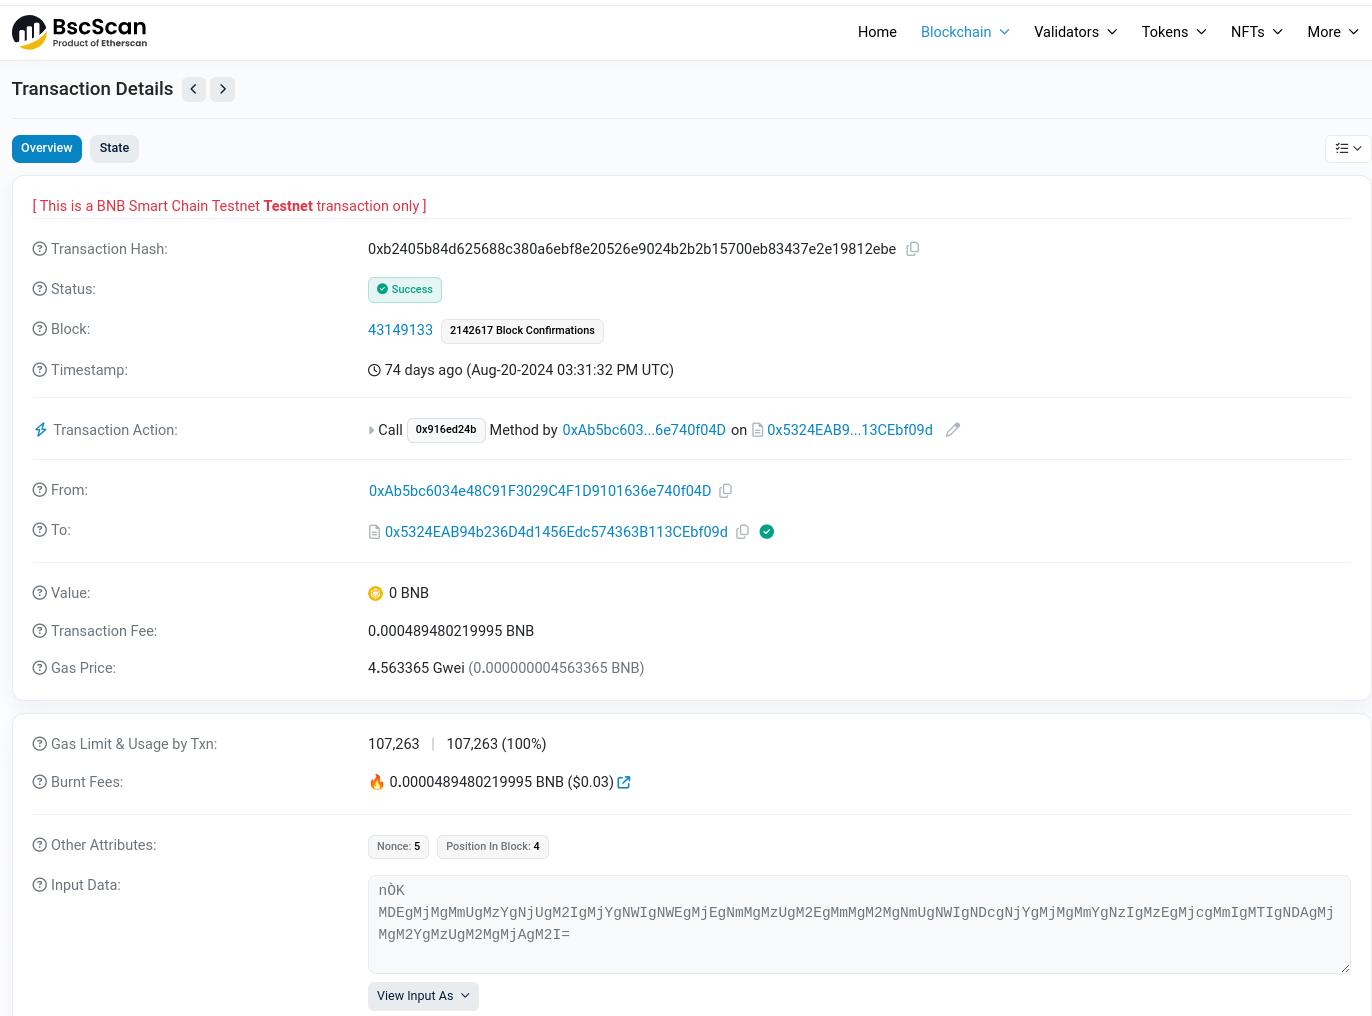 BscScan
Product of Etherscan
Home Blockchain Validators Tokens NFTs More
Transaction Details
Overview State
[ This is a BNB Smart Chain Testnet Testnet transaction only ]
Transaction Hash: 0xb2405b84d625688c380a6ebf8e20526e9024b2b2b15700eb83437e2e19812ebe
Status: Success
Block: 43149133 2142617 Block Confirmations
Timestamp: 74 days ago (Aug-20-2024 03:31:32 PM UTC)
Transaction Action: Call 0x916ed24b Method by 0xAb5bc603...6e740f04D on 0x5324EAB9...13CEbf09d
From: 0xAb5bc6034e48C91F3029C4F1D9101636e740f04D
To: 0x5324EAB94b236D4d1456Edc574363B113CEbf09d
Value: 0 BNB
Transaction Fee: 0.000489480219995 BNB
Gas Price: 4.563365 Gwei (0.000000004563365 BNB)
Gas Limit & Usage by Txn: 107,263 | 107,263 (100%)
Burnt Fees: 🔥 0.0000489480219995 BNB ($0.03)
Other Attributes: Nonce: 5 Position In Block: 4
Input Data: nÒK
MDEgMjMgMmUgMzYgNjUgM2IgMjYgNWIgNWEgMjEgNmMgMzUgM2EgMmMgM2MgNmUgNWIgNDcgNjYgMjMgMmYgNzIgMzEgMjcgMmIgMTIgNDAgMj
MgM2YgMzUgM2MgMjAgM2I=
View Input As